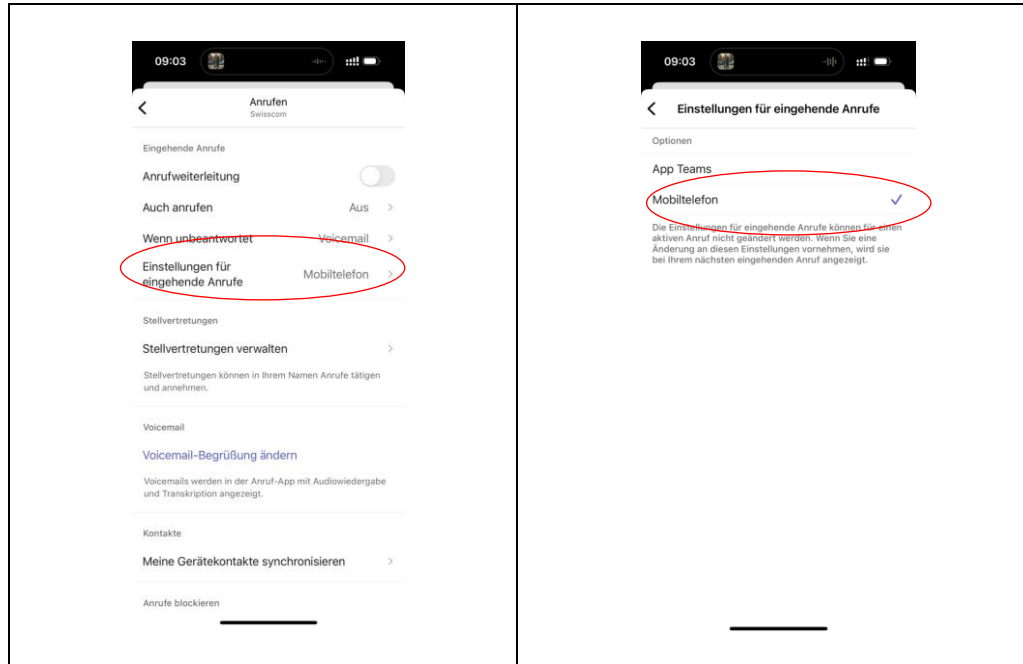 09:03
Anrufen
Swisscom
Eingehende Anrufe
Anrufweiterleitung
Auch anrufen Aus
Wenn unbeantwortet Voicemail
Einstellungen für
eingehende Anrufe Mobiltelefon
Stellvertretungen
Stellvertretungen verwalten
Stellvertretungen können in Ihrem Namen Anrufe tätigen
und annehmen.
Voicemail
Voicemail-Begrüßung ändern
Voicemails werden in der Anruf-App mit Audiowiedergabe
und Transkription angezeigt.
Kontakte
Meine Gerätekontakte synchronisieren
Anrufe blockieren
09:03
Einstellungen für eingehende Anrufe
Optionen
App Teams
Mobiltelefon
Die Einstellungen für eingehende Anrufe können für einen
aktiven Anruf nicht geändert werden. Wenn Sie eine
Änderung an diesen Einstellungen vornehmen, wird sie
bei Ihrem nächsten eingehenden Anruf angezeigt.